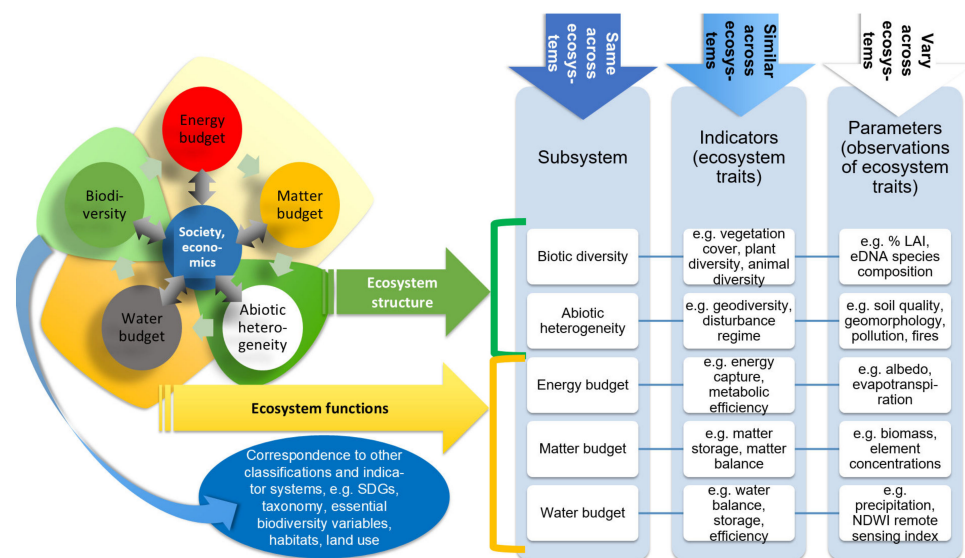 Energy
budget
Biodi-
versity
Matter
budget
Society,
econo-
mics
Water
budget
Abiotic
hetero-
geneity
Ecosystem
structure
Ecosystem functions
Correspondence to other
classifications and indica-
tor systems, e.g. SDGs,
taxonomy, essential
biodiversity variables,
habitats, land use
Same
across
ecosys-
tems
Similar
across
ecosys-
tems
Vary
across
ecosys-
tems
Subsystem
Indicators
(ecosystem
traits)
Parameters
(observations
of ecosystem
traits)
Biotic diversity
e.g. vegetation
cover, plant
diversity, animal
diversity
e.g. % LAI,
eDNA species
composition
Abiotic
heterogeneity
e.g. geodiversity,
disturbance
regime
e.g. soil quality,
geomorphology,
pollution, fires
Energy budget
e.g. energy
capture,
metabolic
efficiency
e.g. albedo,
evapotranspi-
ration
Matter budget
e.g. matter
storage, matter
balance
e.g. biomass,
element
concentrations
Water budget
e.g. water
balance, storage,
efficiency
e.g.
precipitation,
NDWI remote
sensing index